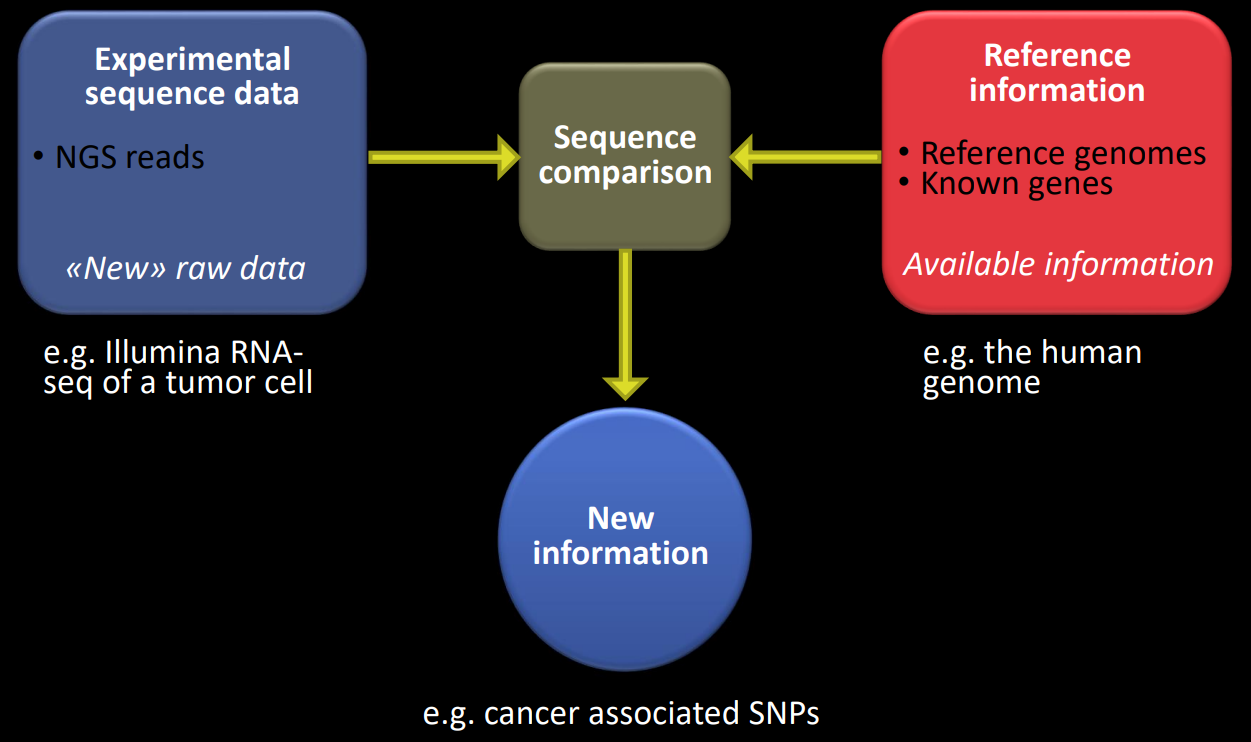 Experimental
sequence data
• NGS reads
«New» raw data
e.g. Illumina RNA-
seq of a tumor cell
Sequence
comparison
Reference
information
• Reference genomes
• Known genes
Available information
e.g. the human
genome
New
information
e.g. cancer associated SNPs